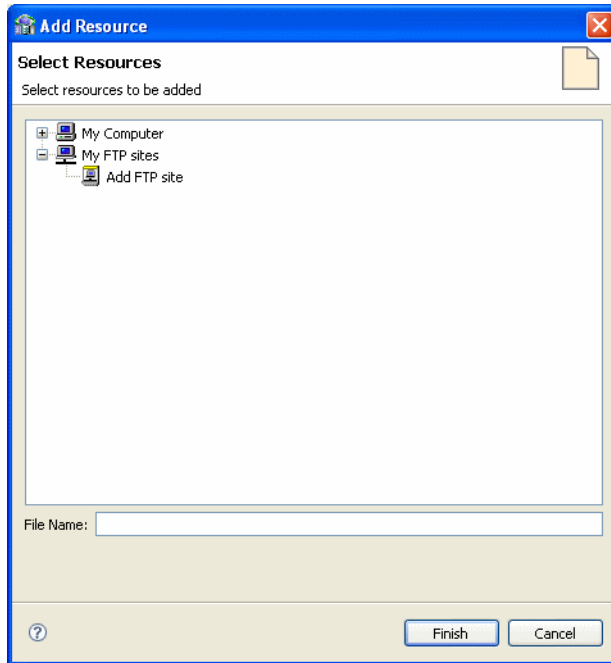 Add Resource
Select Resources
Select resources to be added
My Computer
My FTP sites
Add FTP site
File Name:
Finish Cancel